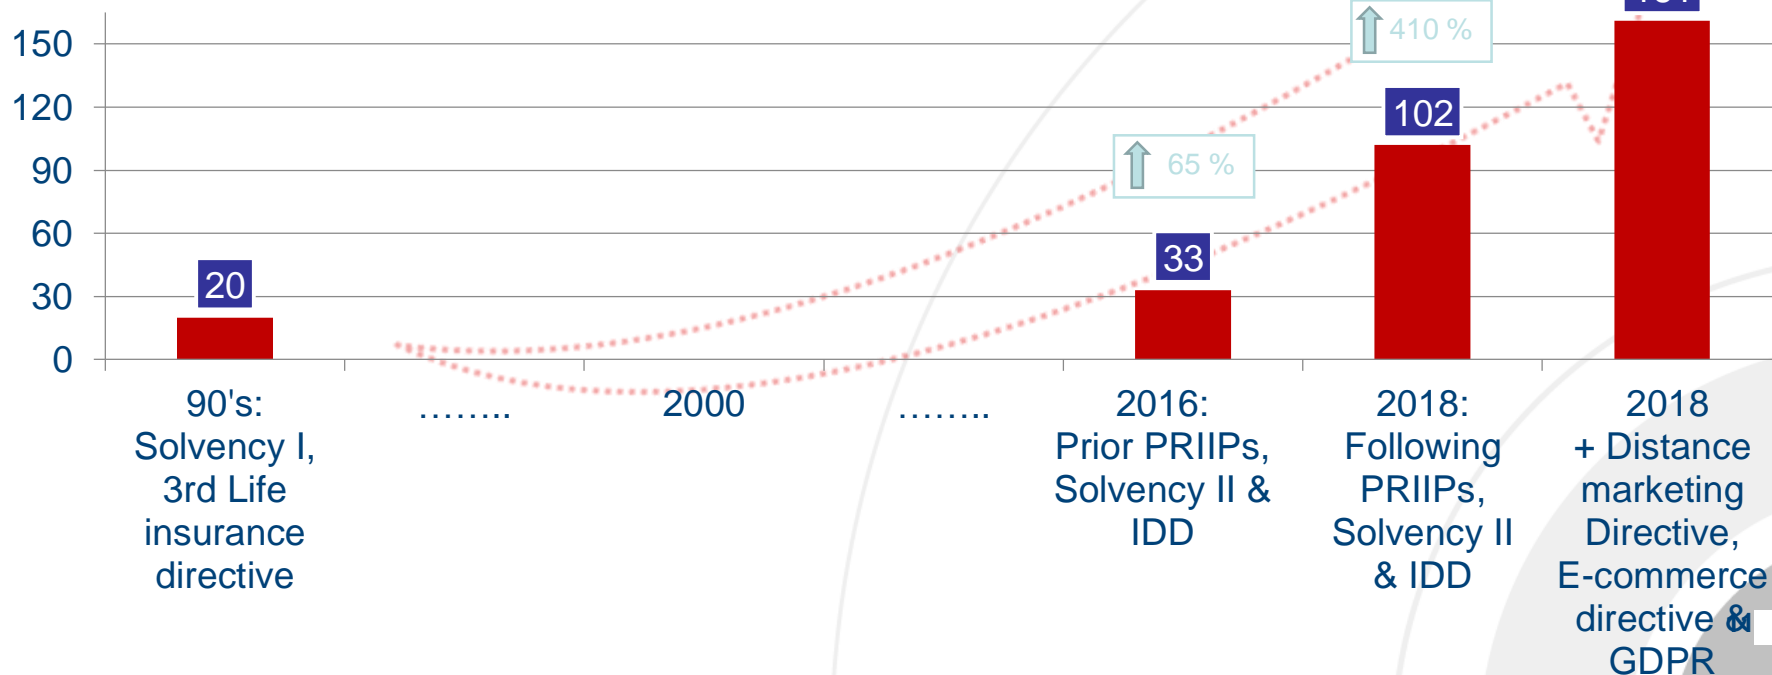 150
120
90
60
30
0
410 %
65 %
102
33
20
90's:
Solvency I,
3rd Life
insurance
directive
……..
2000
……..
2016:
Prior PRIIPs,
Solvency II &
IDD
2018:
Following
PRIIPs,
Solvency II
& IDD
2018
+ Distance
marketing
Directive,
E-commerce
directive &
GDPR